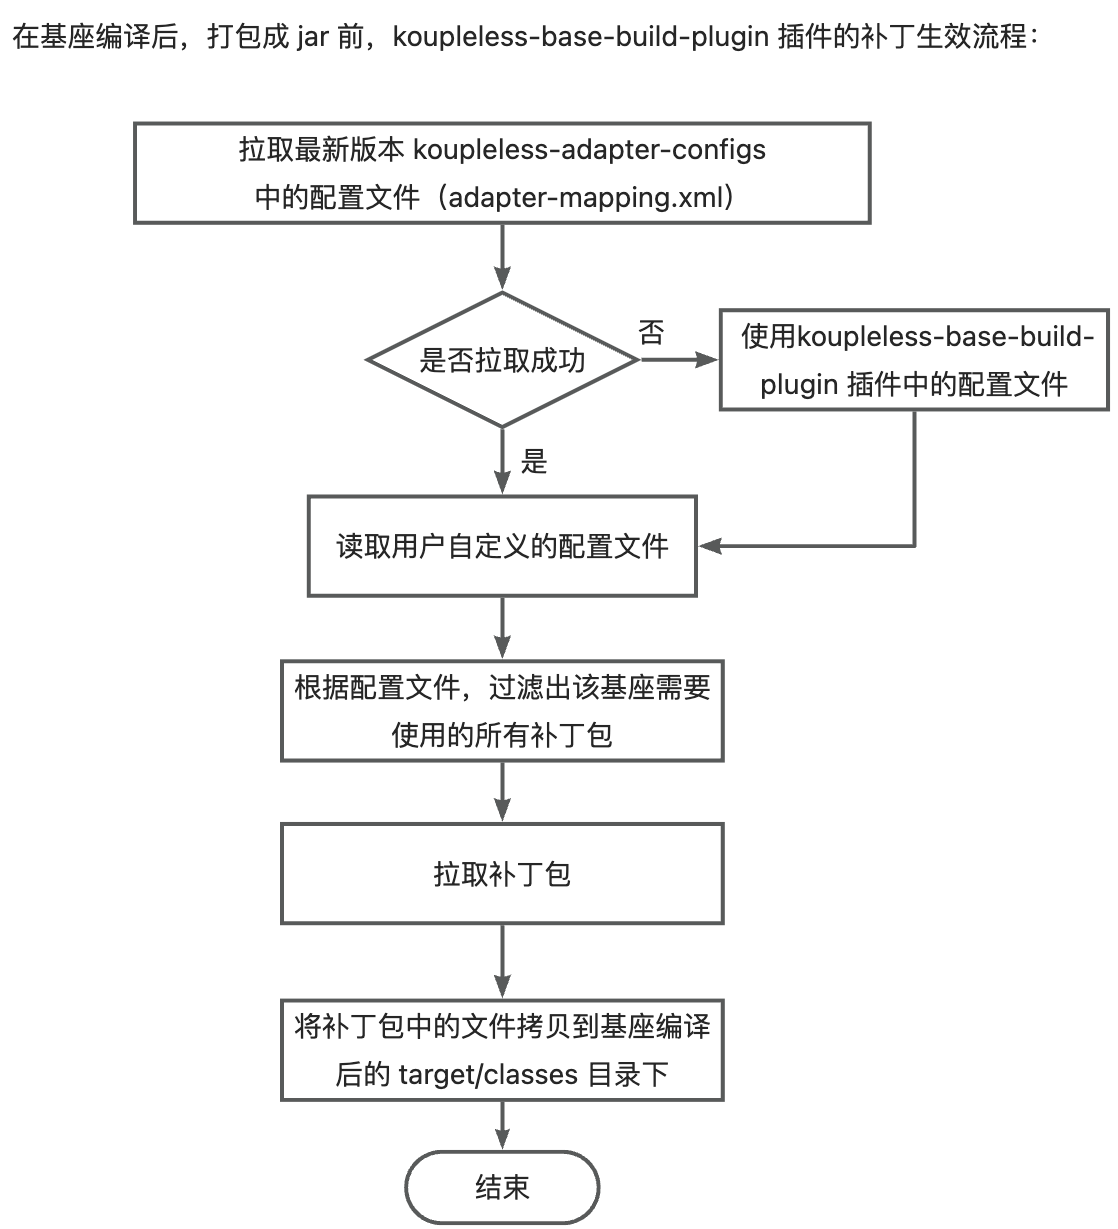 在基座编译后，打包成 jar 前，koupleless-base-build-plugin 插件的补丁生效流程：
拉取最新版本 koupleless-adapter-configs
中的配置文件（adapter-mapping.xml）
是否拉取成功
否
使用koupleless-base-build-
plugin 插件中的配置文件
是
读取用户自定义的配置文件
根据配置文件，过滤出该基座需要
使用的所有补丁包
拉取补丁包
将补丁包中的文件拷贝到基座编译
后的 target/classes 目录下
结束